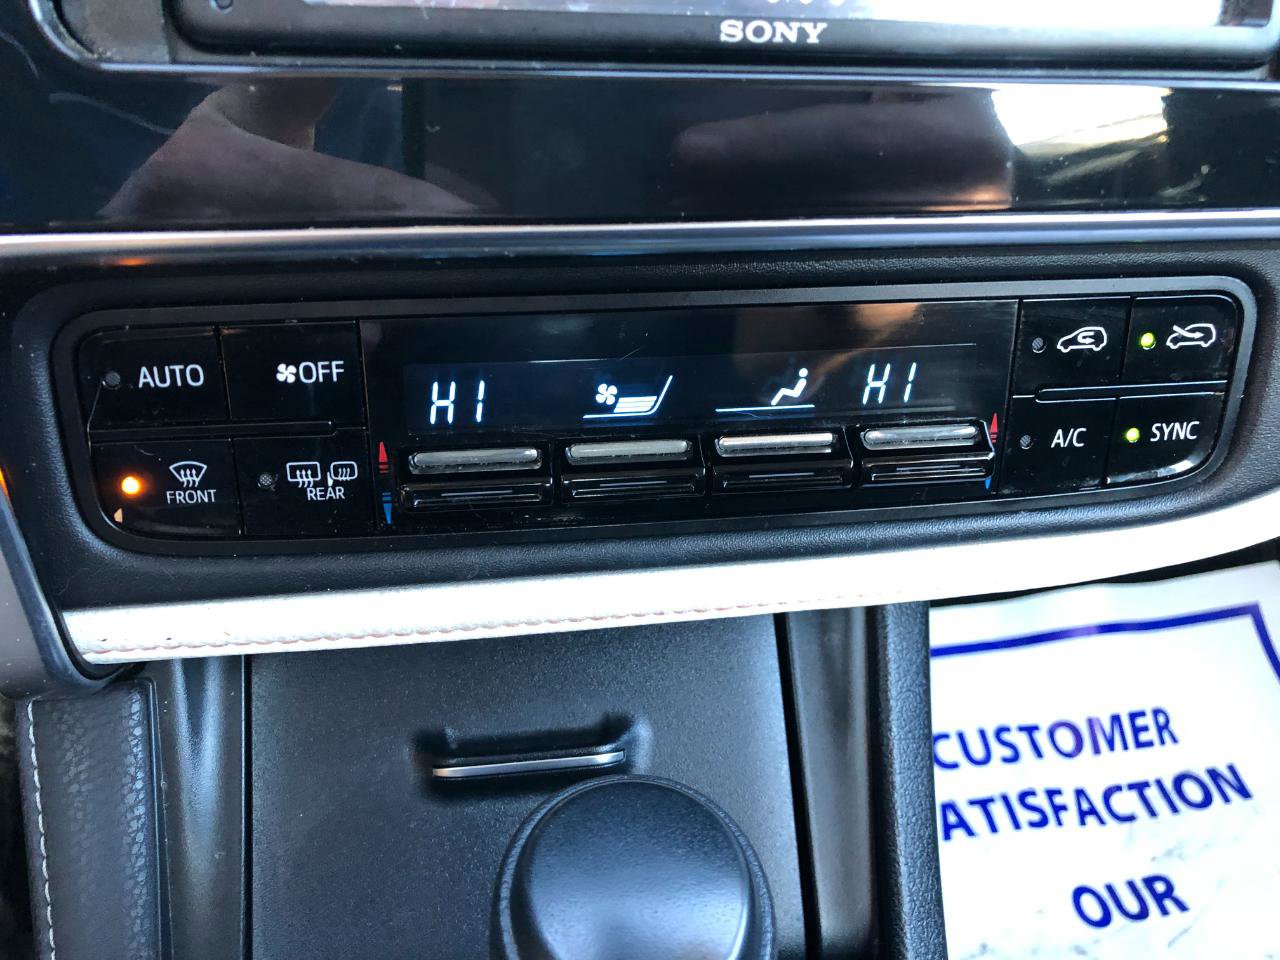 SONY
AUTO
OFF
HI
HI
FRONT
REAR
A/C
SYNC
CUSTOMER
ATISFACTION
OUR